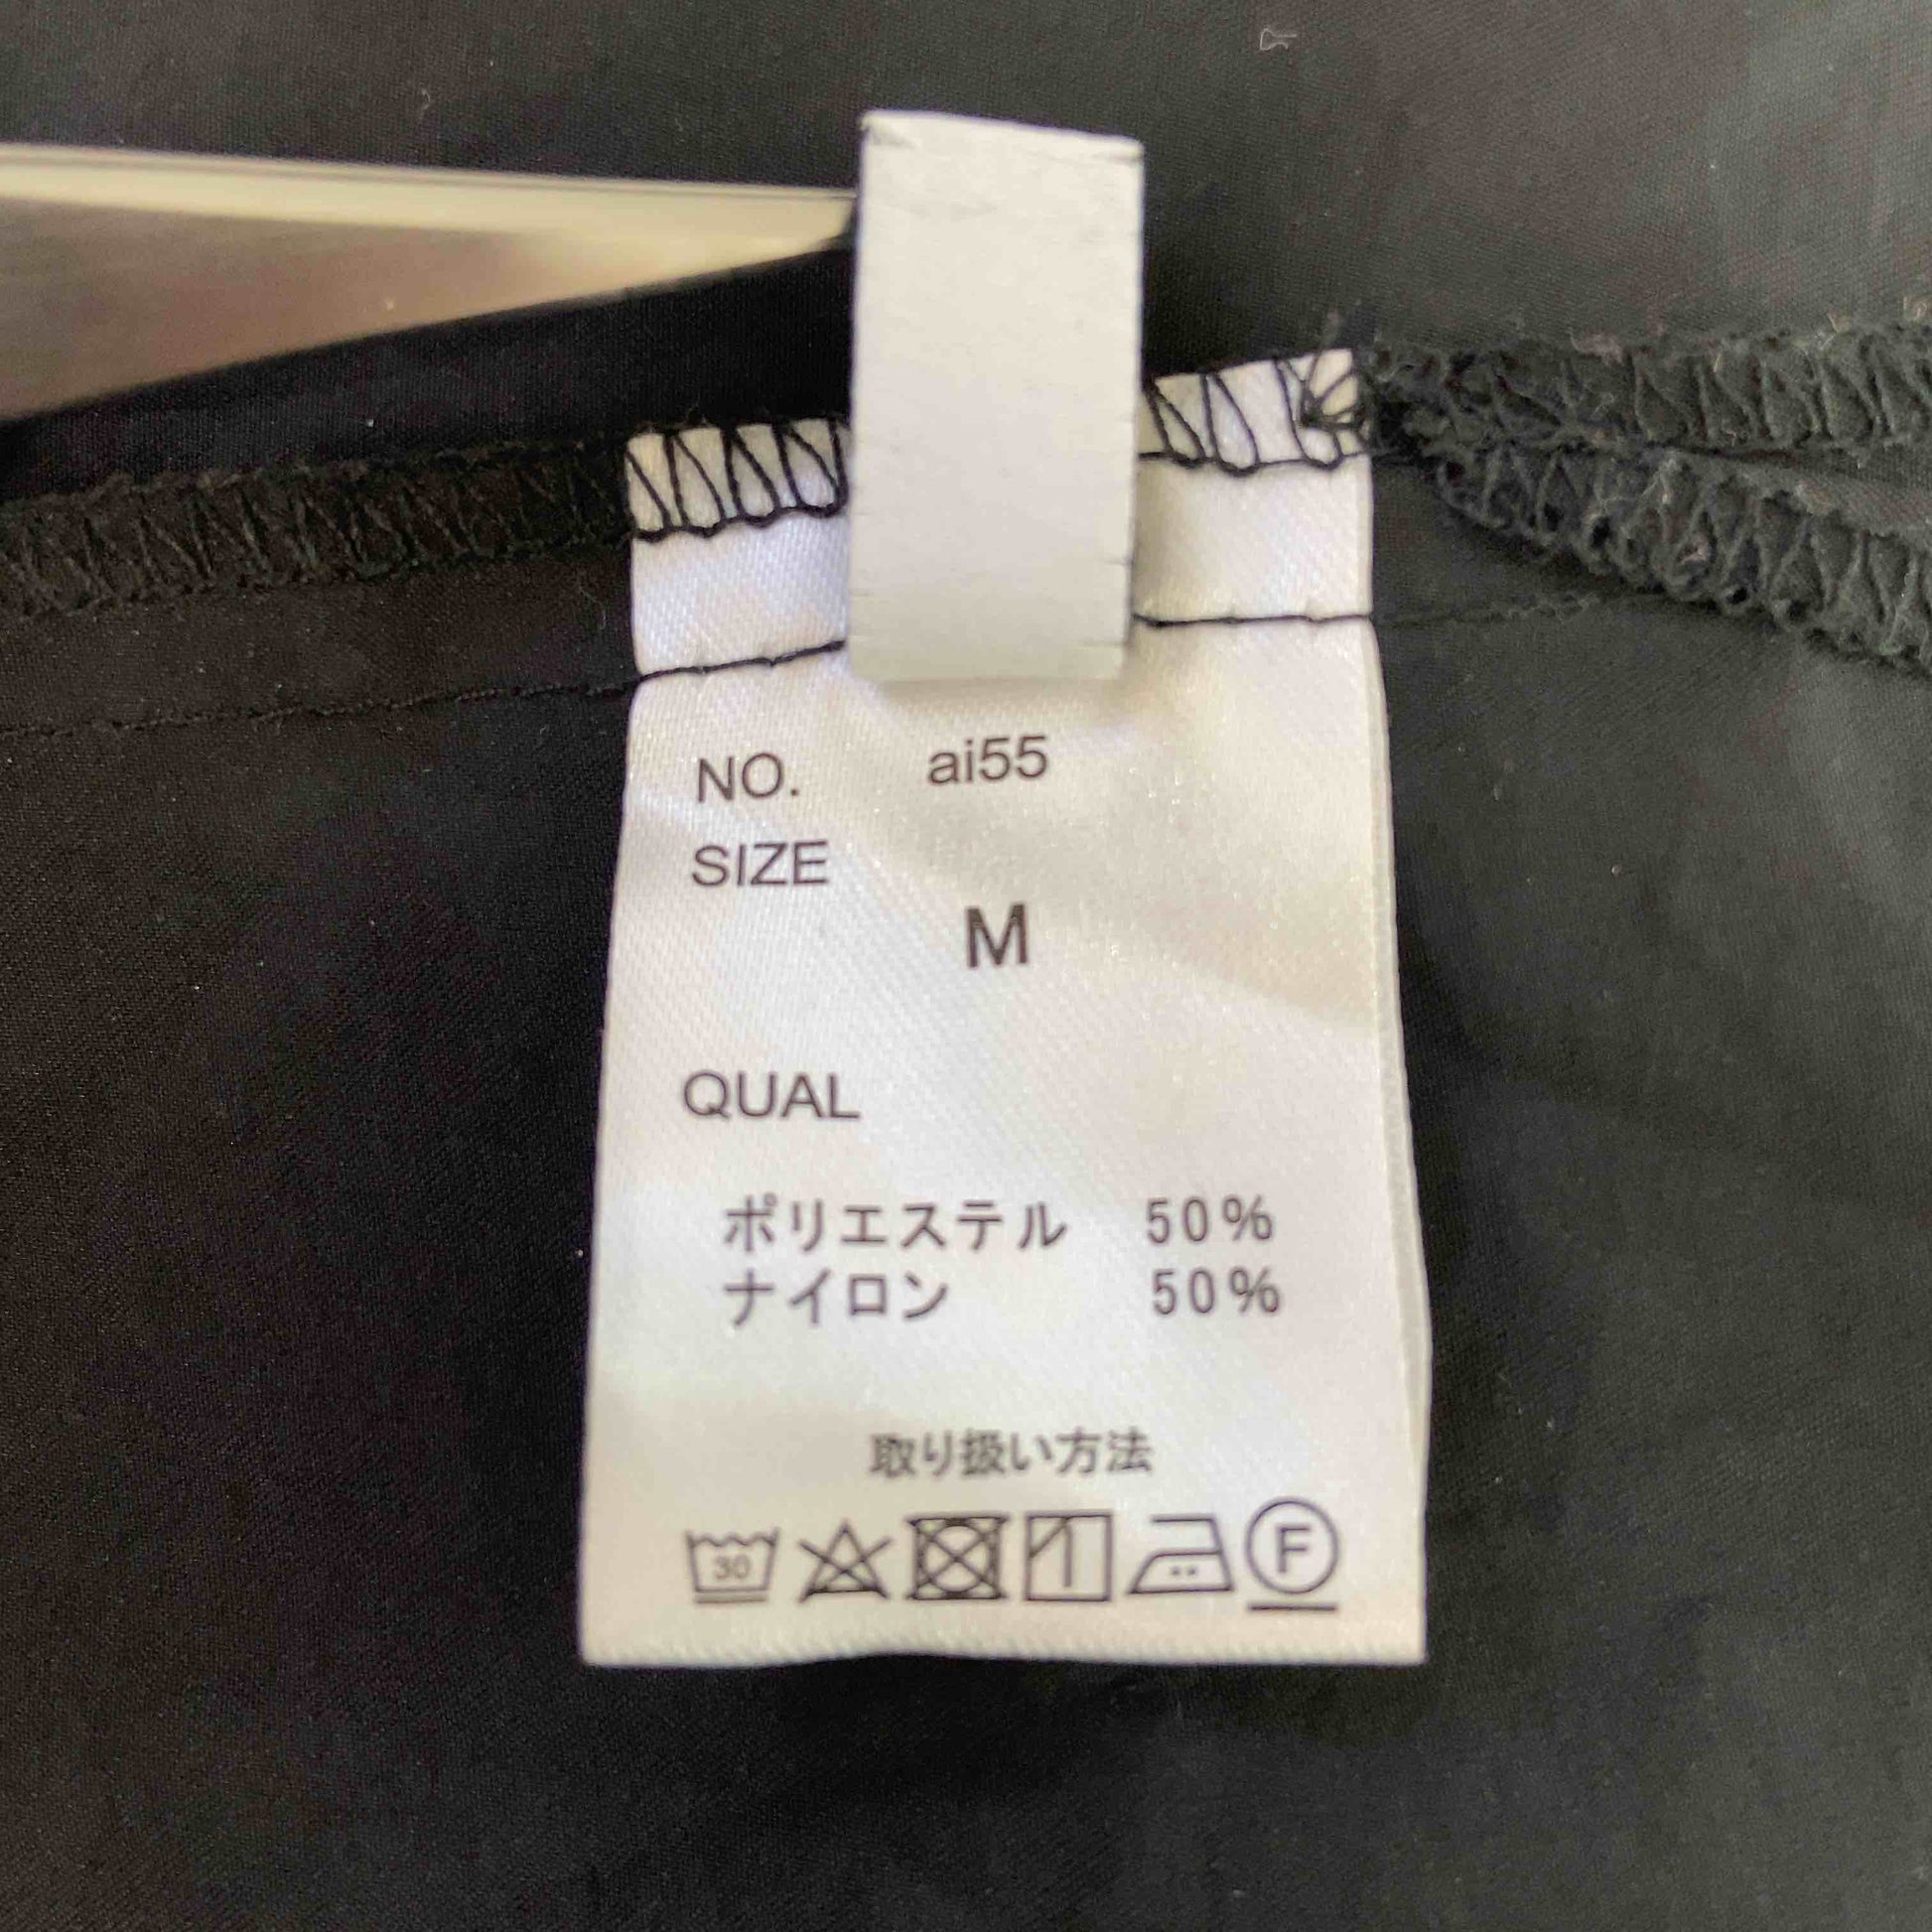 NO. ai55
SIZE
M
QUAL
ポリエステル 50%
ナイロン 50%
取り扱い方法
30 F